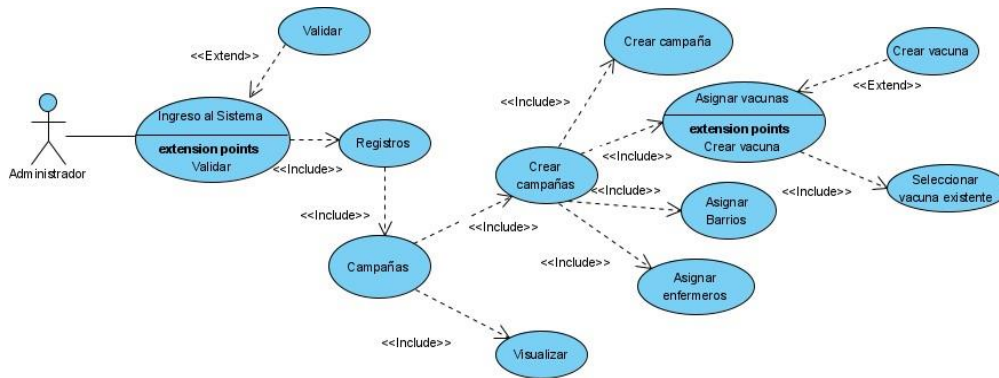 Validar
<<Extend>>
Ingreso al Sistema
extension points
Validar
Administrador
<<Include>>
Registros
<<Include>>
Campañas
<<Include>>
Visualizar
<<Include>>
Crear
campañas
<<Include>>
Crear campaña
<<Include>>
Asignar vacunas
extension points
Crear vacuna
<<Extend>>
Crear vacuna
<<Include>>
Seleccionar
vacuna existente
<<Include>>
Asignar
Barrios
<<Include>>
Asignar
enfermeros